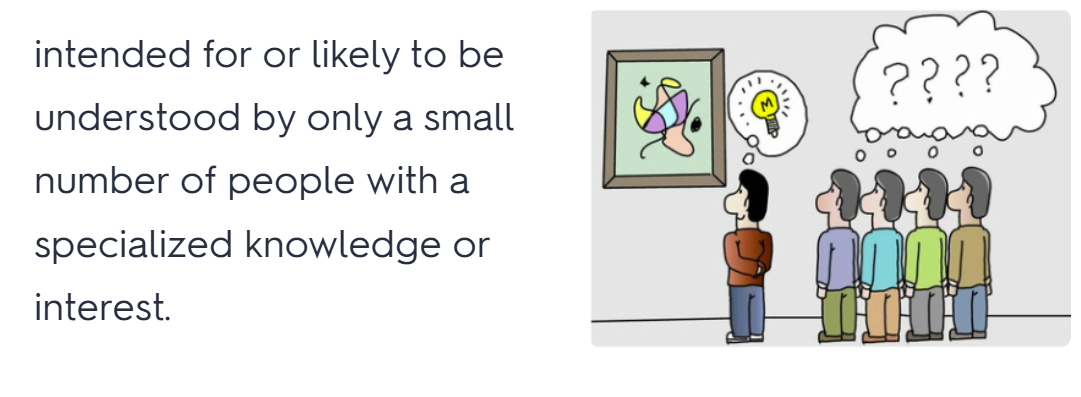 intended for or likely to be
understood by only a small
number of people with a
specialized knowledge or
interest.
M
? ? ? ?